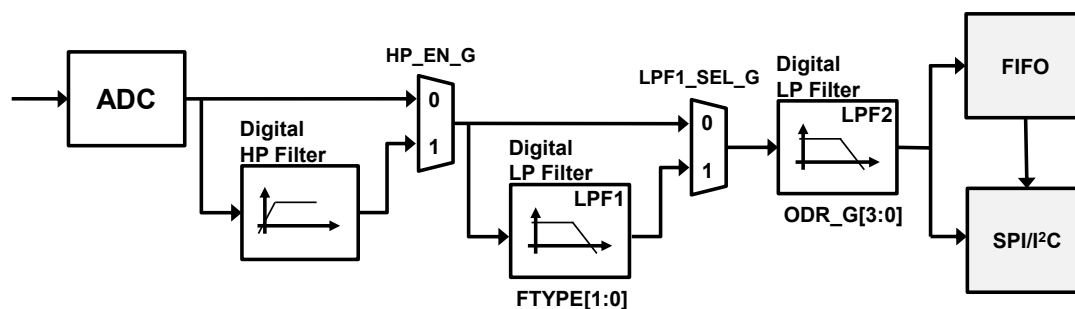 HP_EN_G
ADC
0
1
Digital
HP Filter
LPF1_SEL_G
0
1
Digital
LP Filter
LPF1
FTYPE[1:0]
Digital
LP Filter
LPF2
ODR_G[3:0]
FIFO
SPI/I²C